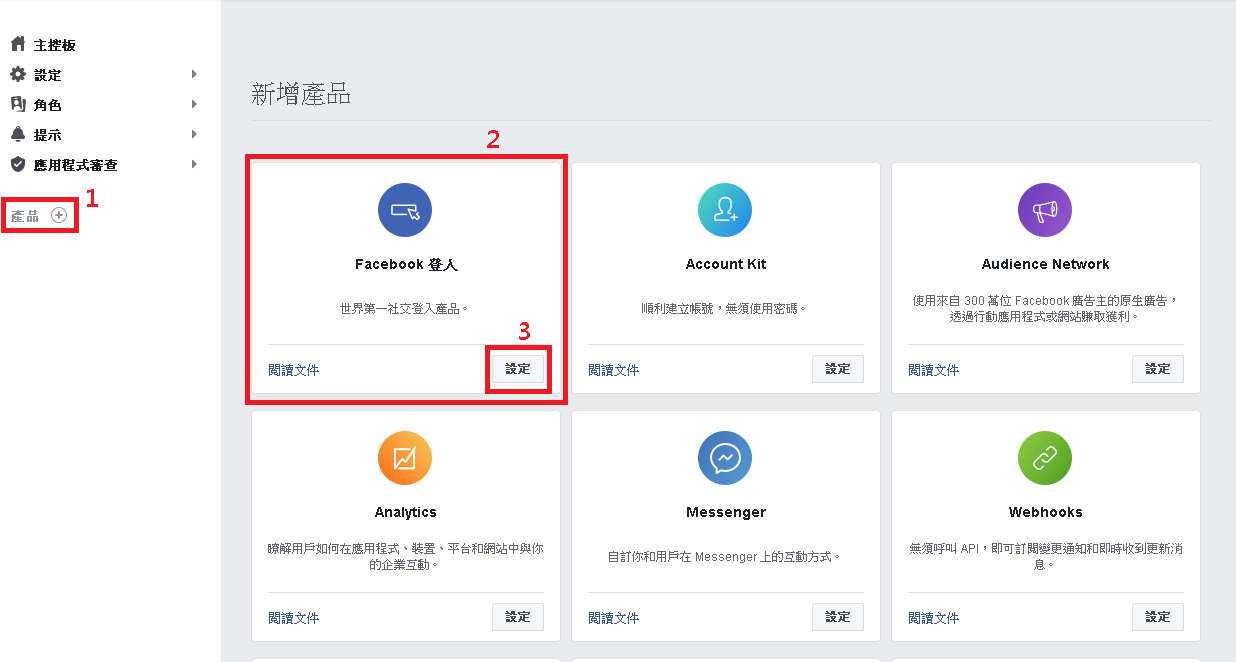 主控板
設定
角色
提示
應用程式審查
產品
1
新增產品
2
Facebook 登入
世界第一社交登入產品。
3
閱讀文件
設定
Account Kit
順利建立帳號，無須使用密碼。
閱讀文件
設定
Audience Network
使用來自 300 萬位 Facebook 廣告主的原生廣告，
透過行動應用程式或網站賺取獲利。
閱讀文件
設定
Analytics
瞭解用戶如何在應用程式、裝置、平台和網站中與你
的企業互動。
閱讀文件
設定
Messenger
自訂你和用戶在 Messenger 上的互動方式。
閱讀文件
設定
Webhooks
無須呼叫 API，即可訂閱變更通知和即時收到更新消
息。
閱讀文件
設定